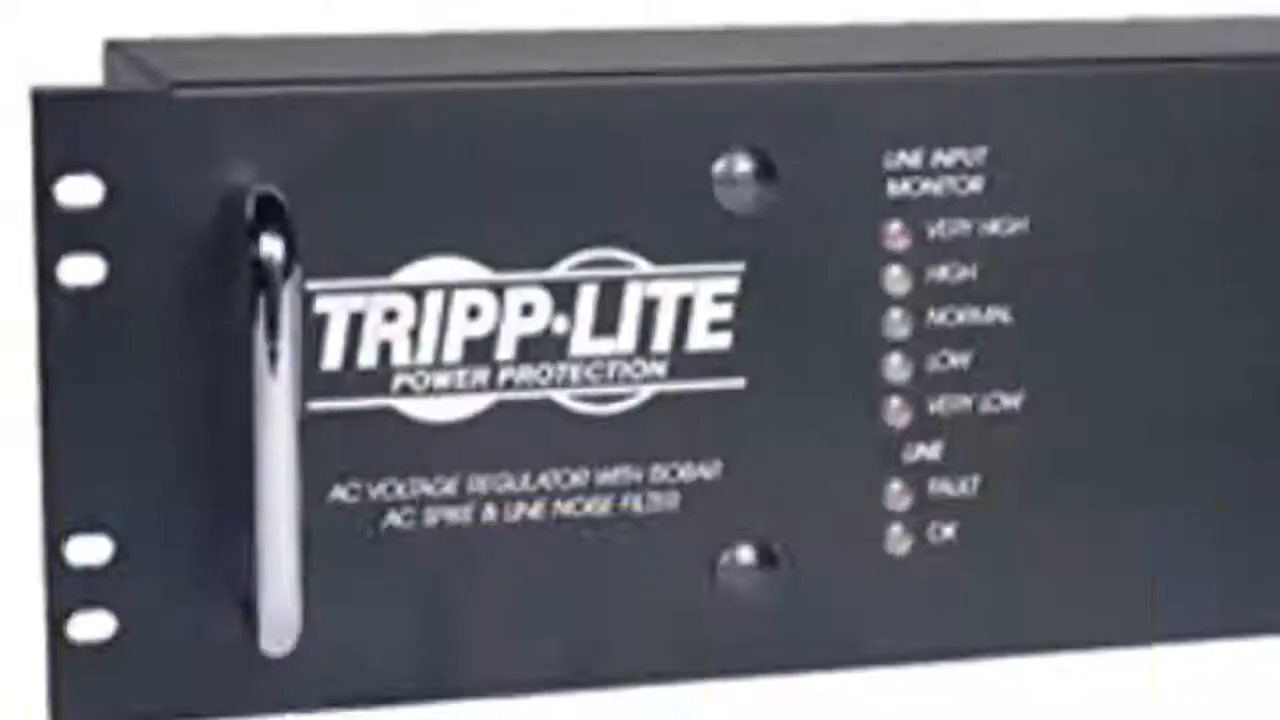 TRIPP·LITE
POWER PROTECTION
AC VOLTAGE REGULATOR WITH ISOBAR
AC SPIKE & LINE NOISE FILTER
LINE INPUT
MONITOR
VERY HIGH
HIGH
NORMAL
LOW
VERY LOW
LINE
FAULT
OK